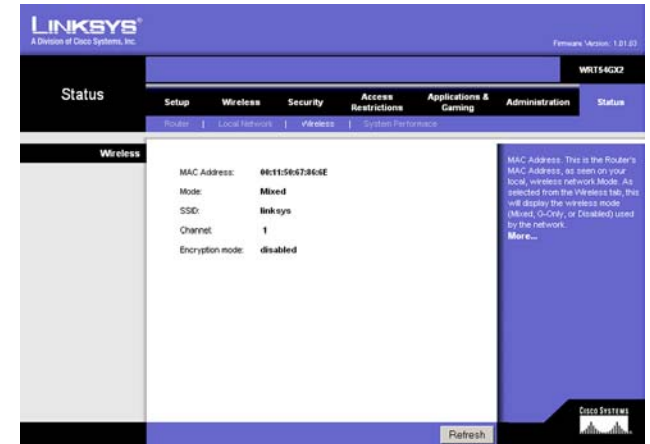 LINKSYS®
A Division of Cisco Systems, Inc.
Firmware Version: 1.01.03
WRT54GX2
Status
Setup Wireless Security Access Restrictions Applications & Gaming Administration Status
Router | Local Network | Wireless | System Performace
Wireless
MAC Address: 00:11:50:67:86:6E
Mode: Mixed
SSID: linksys
Channel: 1
Encryption mode: disabled
MAC Address. This is the Router's
MAC Address, as seen on your
local, wireless network.Mode. As
selected from the Wireless tab, this
will display the wireless mode
(Mixed, G-Only, or Disabled) used
by the network.
More...
Refresh
CISCO SYSTEMS